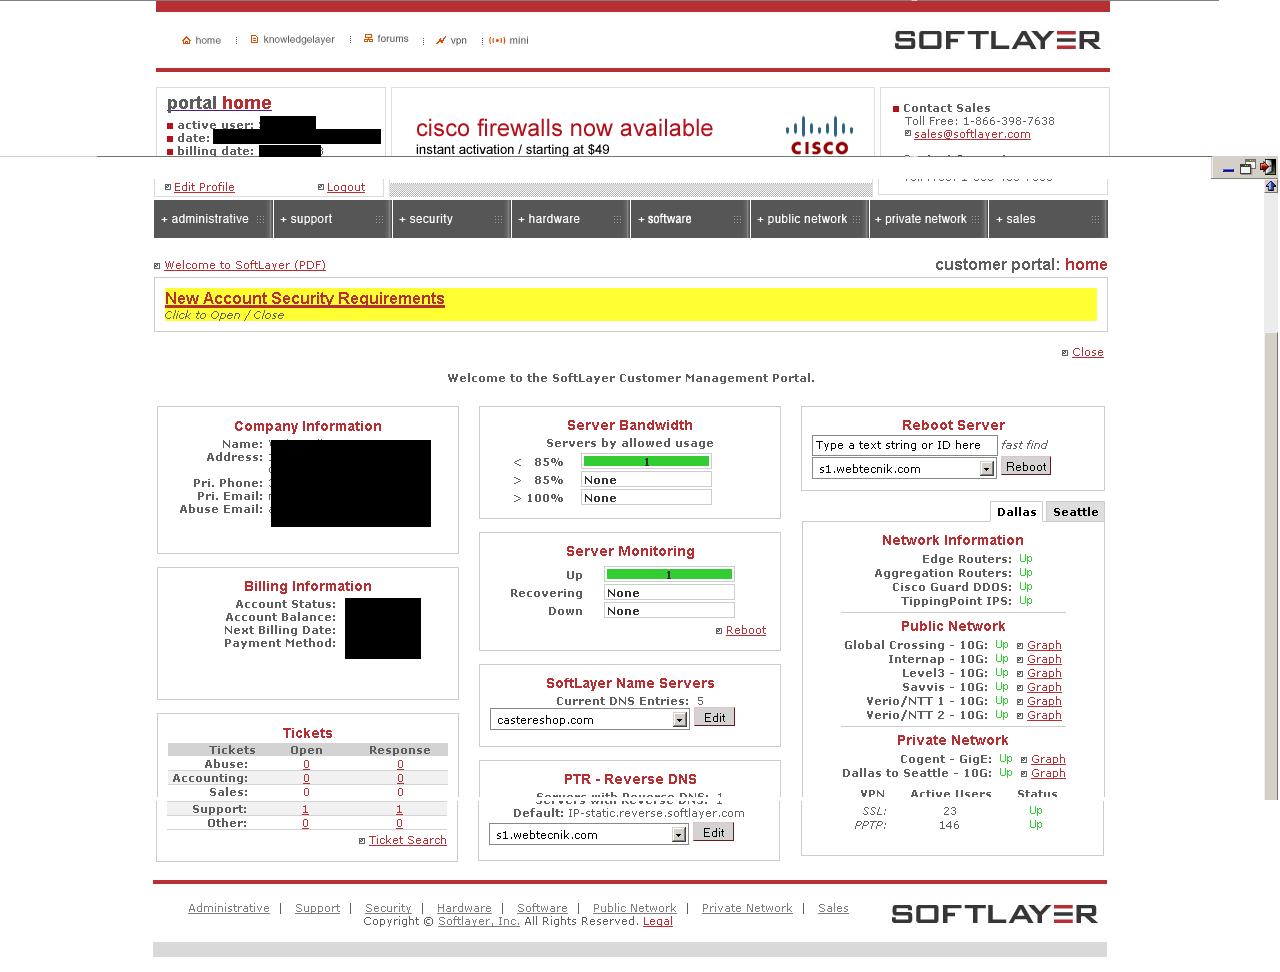 home
knowledgelayer
forums
vpn
mini
SOFTLAYER
portal home
active user:
date:
billing date:
cisco firewalls now available
instant activation / starting at $49
CISCO
Contact Sales
Toll Free: 1-866-398-7638
sales@softlayer.com
Edit Profile
Logout
+ administrative
+ support
+ security
+ hardware
+ software
+ public network
+ private network
+ sales
Welcome to SoftLayer (PDF)
customer portal: home
New Account Security Requirements
Click to Open / Close
Close
Welcome to the SoftLayer Customer Management Portal.
Company Information
Name:
Address:
Pri. Phone:
Pri. Email:
Abuse Email:
Billing Information
Account Status:
Account Balance:
Next Billing Date:
Payment Method:
Tickets
Tickets Open Response
Abuse: 0 0
Accounting: 0 0
Sales: 0 0
Support: 1 1
Other: 0 0
Ticket Search
Server Bandwidth
Servers by allowed usage
< 85% 1
> 85% None
> 100% None
Server Monitoring
Up 1
Recovering None
Down None
Reboot
SoftLayer Name Servers
Current DNS Entries: 5
castereshop.com Edit
PTR - Reverse DNS
Servers with Reverse DNS: 1
Default: IP-static.reverse.softlayer.com
s1.webtecnik.com Edit
Reboot Server
Type a text string or ID here fast find
s1.webtecnik.com Reboot
Dallas Seattle
Network Information
Edge Routers: Up
Aggregation Routers: Up
Cisco Guard DDOS: Up
TippingPoint IPS: Up
Public Network
Global Crossing - 10G: Up Graph
Internap - 10G: Up Graph
Level3 - 10G: Up Graph
Savvis - 10G: Up Graph
Verio/NTT 1 - 10G: Up Graph
Verio/NTT 2 - 10G: Up Graph
Private Network
Cogent - GigE: Up Graph
Dallas to Seattle - 10G: Up Graph
VPN Active Users Status
SSL: 23 Up
PPTP: 146 Up
Administrative | Support | Security | Hardware | Software | Public Network | Private Network | Sales
Copyright © Softlayer, Inc. All Rights Reserved. Legal
SOFTLAYER